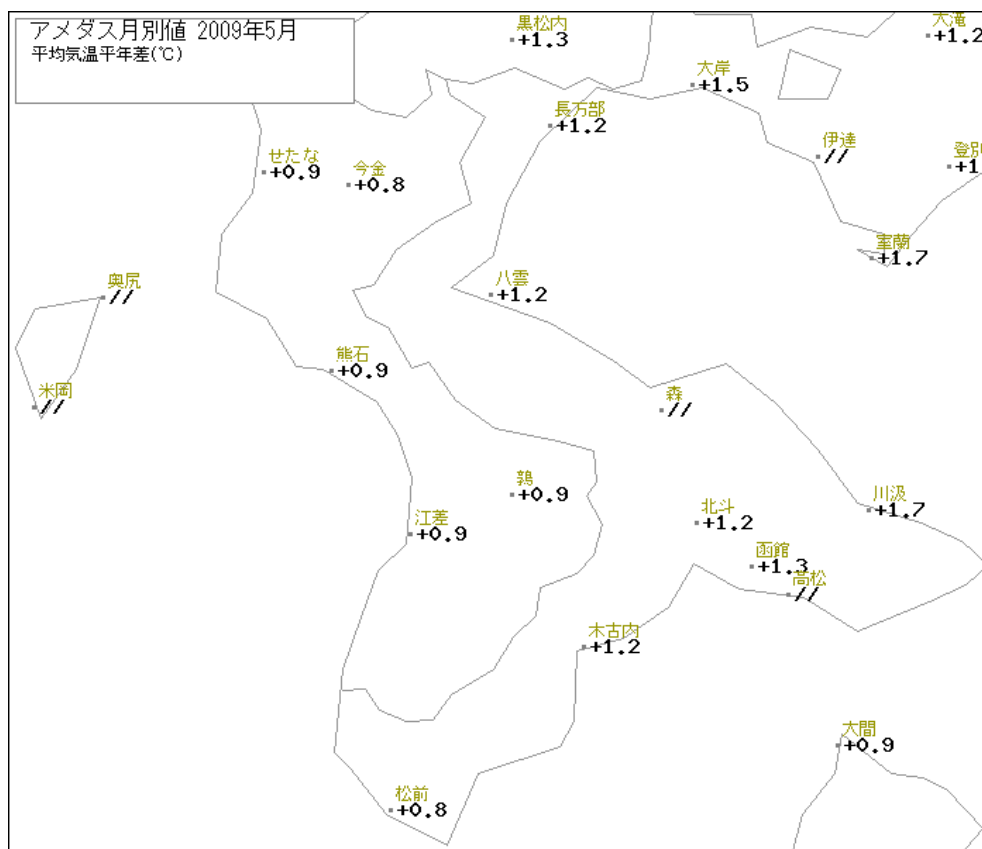 アメダス月別値 2009年5月
平均気温平年差(℃)
黒松内
+1.3
大滝
+1.2
大岸
+1.5
長万部
+1.2
伊達
//
登別
+1
せたな
+0.9
今金
+0.8
室蘭
+1.7
奥尻
//
八雲
+1.2
熊石
+0.9
米岡
//
森
//
鶉
+0.9
川汲
+1.7
江差
+0.9
北斗
+1.2
函館
+1.3
高松
//
木古内
+1.2
大間
+0.9
松前
+0.8